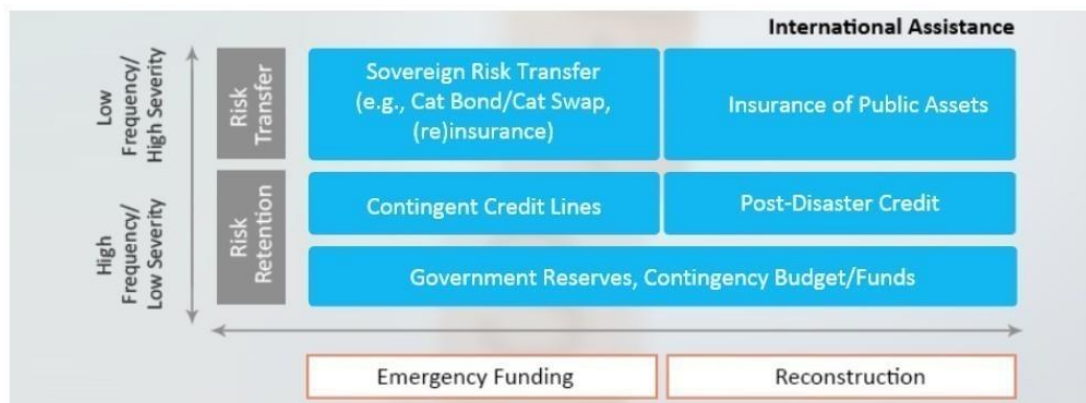 International Assistance
Low
Frequency/
High Severity
Risk
Transfer
Sovereign Risk Transfer
(e.g., Cat Bond/Cat Swap,
(re)insurance)
Insurance of Public Assets
High
Frequency/
Low Severity
Risk
Retention
Contingent Credit Lines
Post-Disaster Credit
Government Reserves, Contingency Budget/Funds
Emergency Funding
Reconstruction